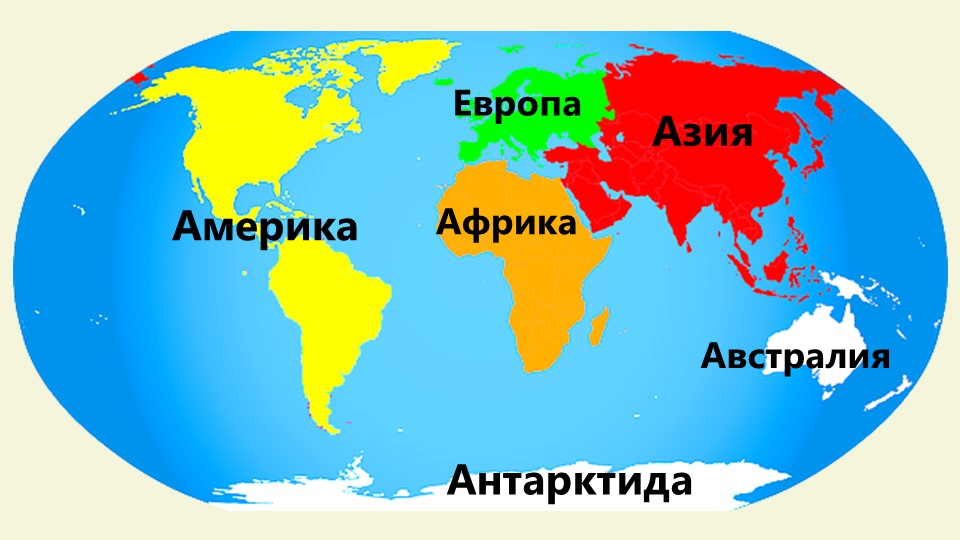 Европа
Азия
Америка
Африка
Австралия
Антарктида